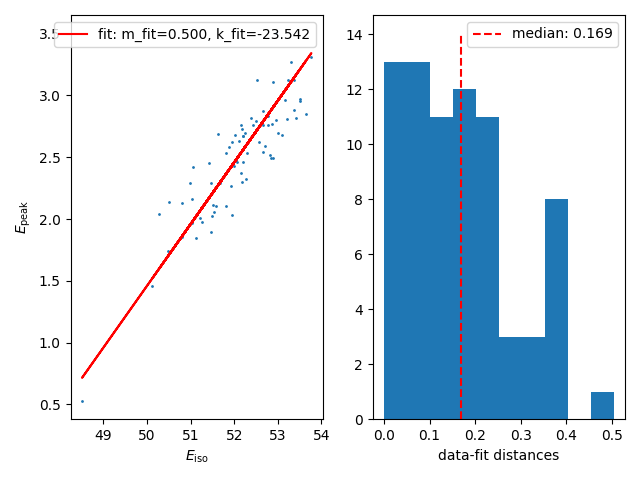 fit: m_fit=0.500, k_fit=-23.542
3.5
3.0
2.5
2.0
1.5
1.0
0.5
E_peak
49 50 51 52 53 54
E_iso
median: 0.169
14
12
10
8
6
4
2
0
0.0 0.1 0.2 0.3 0.4 0.5
data-fit distances